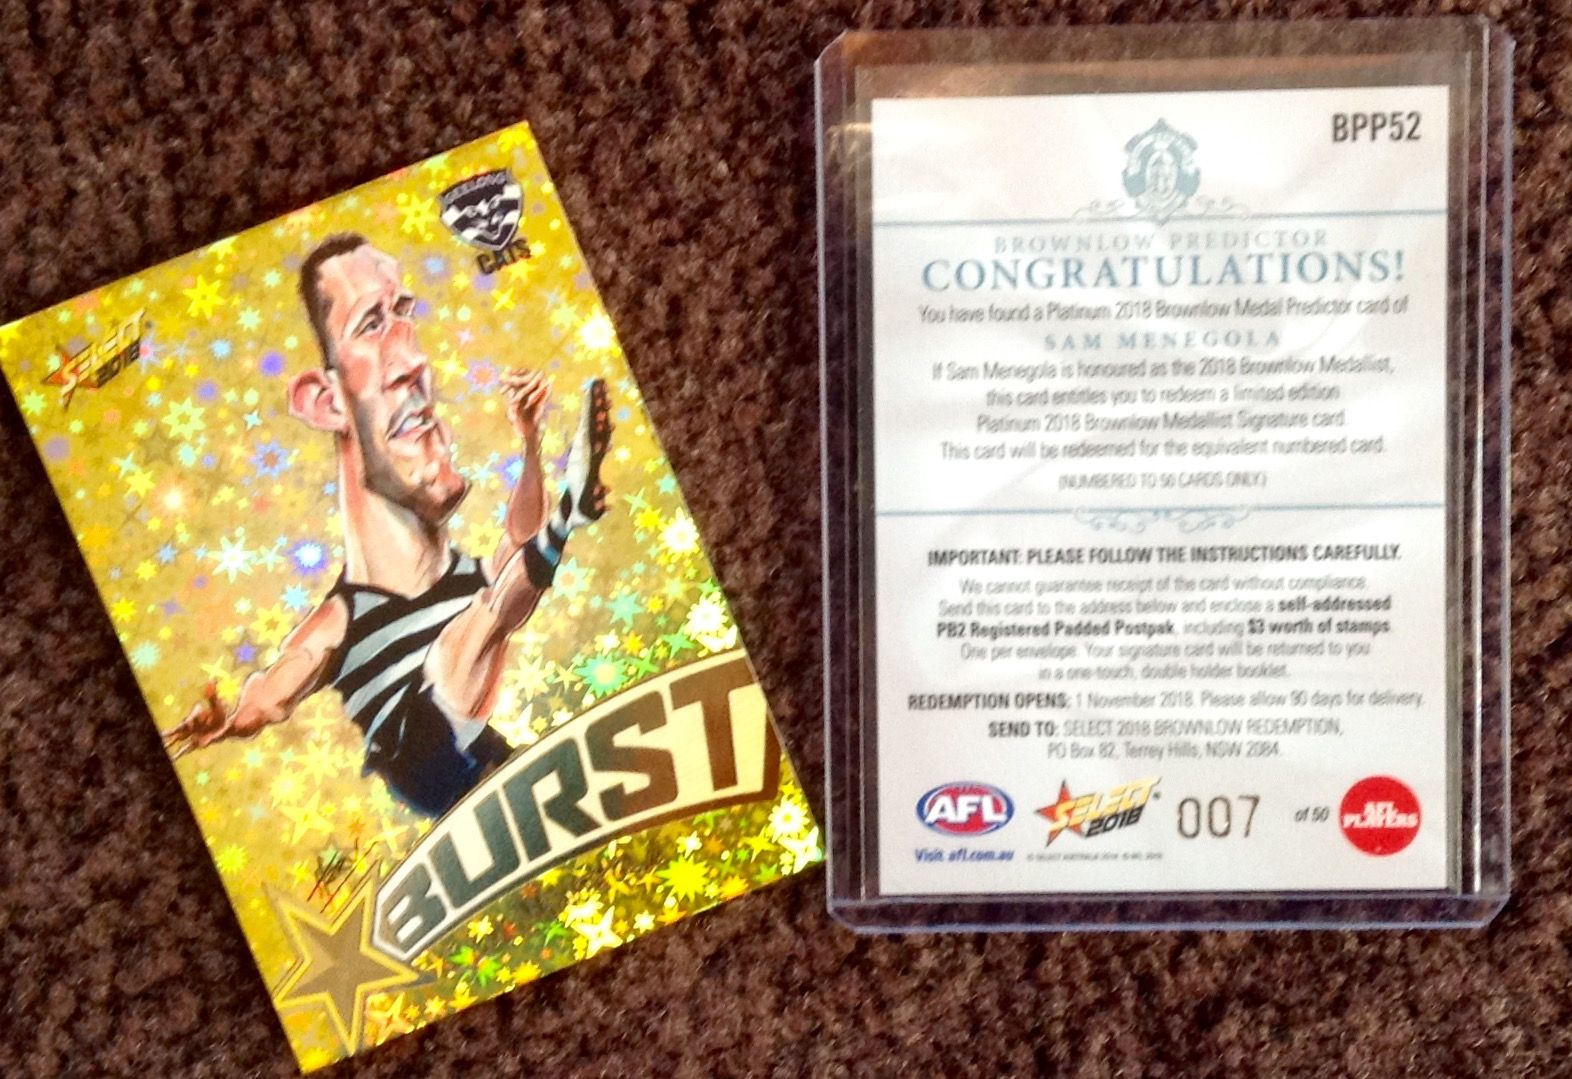 GEELONG
CATS
SELECT
2018
STARBURST
BPP52
BROWNLOW PREDICTOR
CONGRATULATIONS!
You have found a Platinum 2018 Brownlow Medal Predictor card of
SAM MENEGOLA
If Sam Menegola is honoured as the 2018 Brownlow Medallist,
this card entitles you to redeem a limited edition
Platinum 2018 Brownlow Medallist Signature card.
This card will be redeemed for the equivalent numbered card.
(NUMBERED TO 50 CARDS ONLY)
IMPORTANT: PLEASE FOLLOW THE INSTRUCTIONS CAREFULLY.
We cannot guarantee receipt of the card without compliance.
Send this card to the address below and enclose a self-addressed
PB2 Registered Padded Postpak, including $3 worth of stamps.
One per envelope. Your signature card will be returned to you
in a one-touch, double holder booklet.
REDEMPTION OPENS: 1 November 2018. Please allow 90 days for delivery.
SEND TO: SELECT 2018 BROWNLOW REDEMPTION,
PO Box 82, Terrey Hills, NSW 2084.
AFL
Visit afl.com.au
SELECT
2018
007 of 50
AFL
PLAYERS